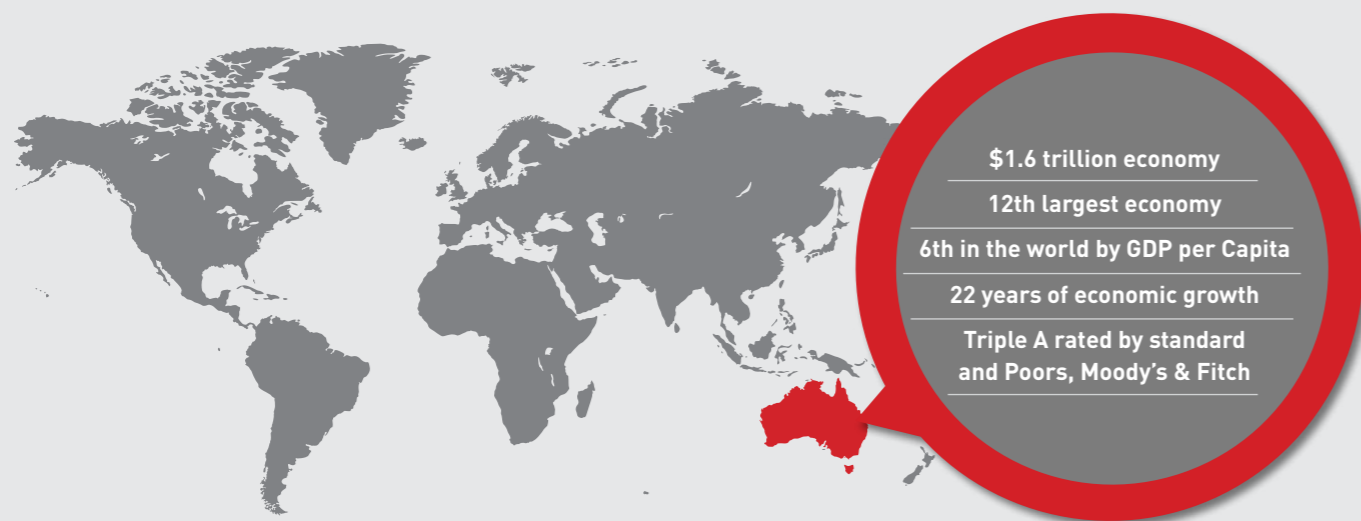 $1.6 trillion economy
12th largest economy
6th in the world by GDP per Capita
22 years of economic growth
Triple A rated by standard
and Poors, Moody's & Fitch